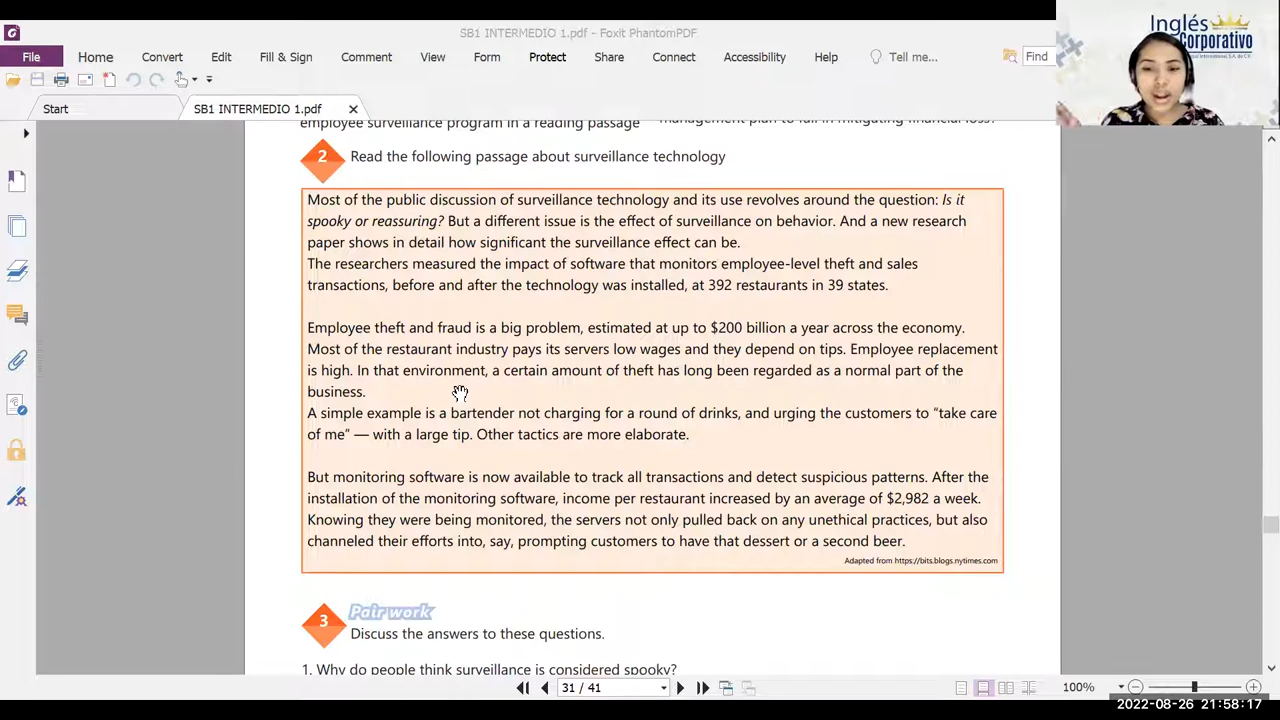 SB1 INTERMEDIO 1.pdf - Foxit PhantomPDF
File Home Convert Edit Fill & Sign Comment View Form Protect Share Connect Accessibility Help Tell me... Find
Inglés
Corporativo
Start SB1 INTERMEDIO 1.pdf
employee surveillance program in a reading passage management plan to fail in mitigating financial loss?
2 Read the following passage about surveillance technology
Most of the public discussion of surveillance technology and its use revolves around the question: Is it
spooky or reassuring? But a different issue is the effect of surveillance on behavior. And a new research
paper shows in detail how significant the surveillance effect can be.
The researchers measured the impact of software that monitors employee-level theft and sales
transactions, before and after the technology was installed, at 392 restaurants in 39 states.
Employee theft and fraud is a big problem, estimated at up to $200 billion a year across the economy.
Most of the restaurant industry pays its servers low wages and they depend on tips. Employee replacement
is high. In that environment, a certain amount of theft has long been regarded as a normal part of the
business.
A simple example is a bartender not charging for a round of drinks, and urging the customers to “take care
of me” — with a large tip. Other tactics are more elaborate.
But monitoring software is now available to track all transactions and detect suspicious patterns. After the
installation of the monitoring software, income per restaurant increased by an average of $2,982 a week.
Knowing they were being monitored, the servers not only pulled back on any unethical practices, but also
channeled their efforts into, say, prompting customers to have that dessert or a second beer.
Adapted from https://bits.blogs.nytimes.com
3 Pair work
Discuss the answers to these questions.
1. Why do people think surveillance is considered spooky?
31 / 41 100%
2022-08-26 21:58:17